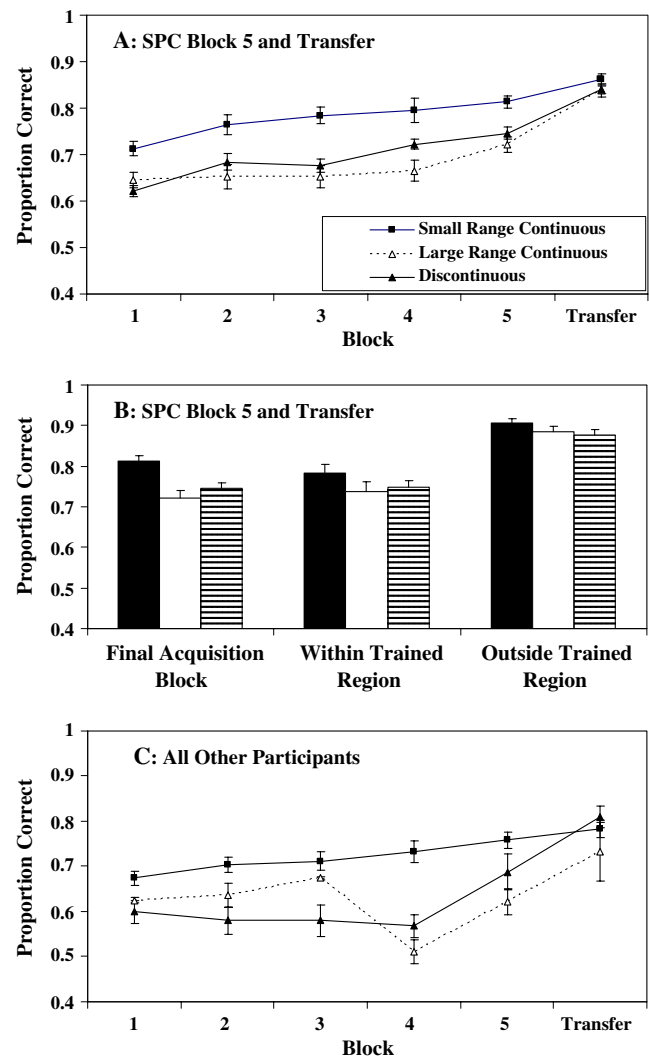 A: SPC Block 5 and Transfer
Proportion Correct
1
0.9
0.8
0.7
0.6
0.5
0.4
Small Range Continuous
Large Range Continuous
Discontinuous
1 2 3 4 5 Transfer
Block
B: SPC Block 5 and Transfer
Proportion Correct
1
0.9
0.8
0.7
0.6
0.5
0.4
Final Acquisition Block
Within Trained Region
Outside Trained Region
C: All Other Participants
Proportion Correct
1
0.9
0.8
0.7
0.6
0.5
0.4
1 2 3 4 5 Transfer
Block